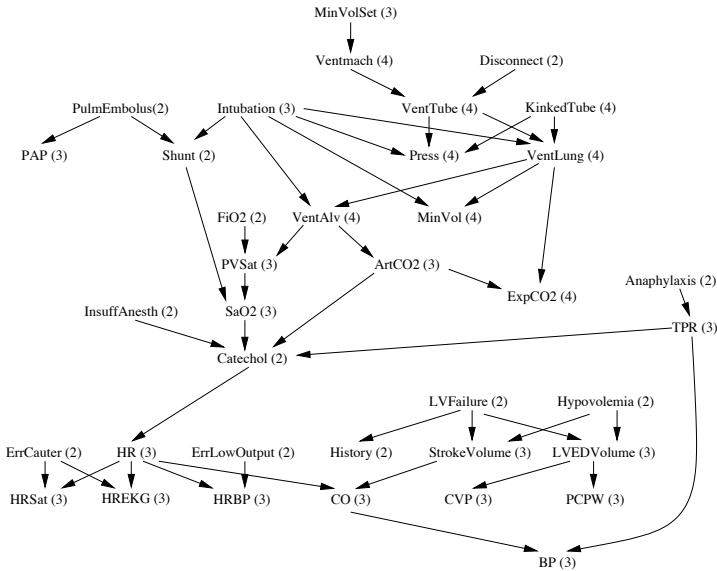 MinVolSet (3)
Ventmach (4)
Disconnect (2)
PulmEmbolus(2)
Intubation (3)
VentTube (4)
KinkedTube (4)
PAP (3)
Shunt (2)
Press (4)
VentLung (4)
FiO2 (2)
VentAlv (4)
MinVol (4)
PVSat (3)
ArtCO2 (3)
Anaphylaxis (2)
ExpCO2 (4)
InsuffAnesth (2)
SaO2 (3)
TPR (3)
Catechol (2)
LVFailure (2)
Hypovolemia (2)
ErrCauter (2)
HR (3)
ErrLowOutput (2)
History (2)
StrokeVolume (3)
LVEDVolume (3)
HRSat (3)
HREKG (3)
HRBP (3)
CO (3)
CVP (3)
PCPW (3)
BP (3)